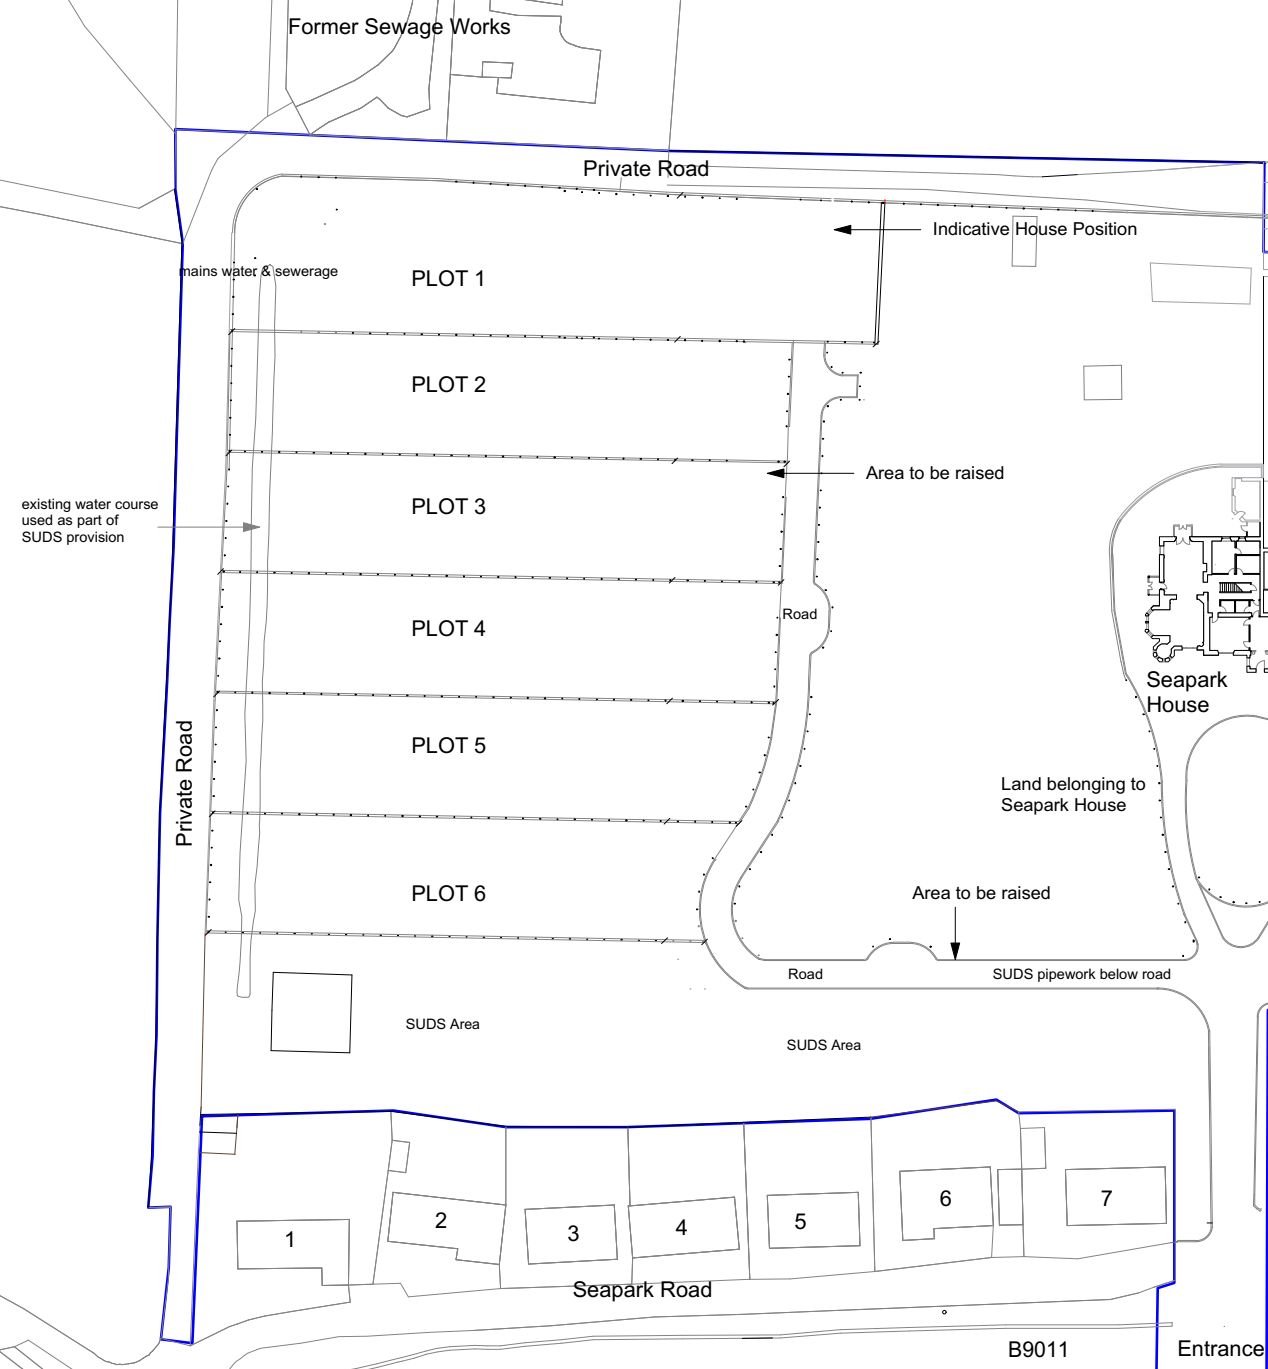 Former Sewage Works
Private Road
Indicative House Position
mains water & sewerage
PLOT 1
PLOT 2
Area to be raised
PLOT 3
existing water course
used as part of
SUDS provision
PLOT 4
Road
Seapark
House
PLOT 5
Private Road
Land belonging to
Seapark House
PLOT 6
Area to be raised
Road
SUDS pipework below road
SUDS Area
SUDS Area
1
2
3
4
5
6
7
Seapark Road
B9011
Entrance